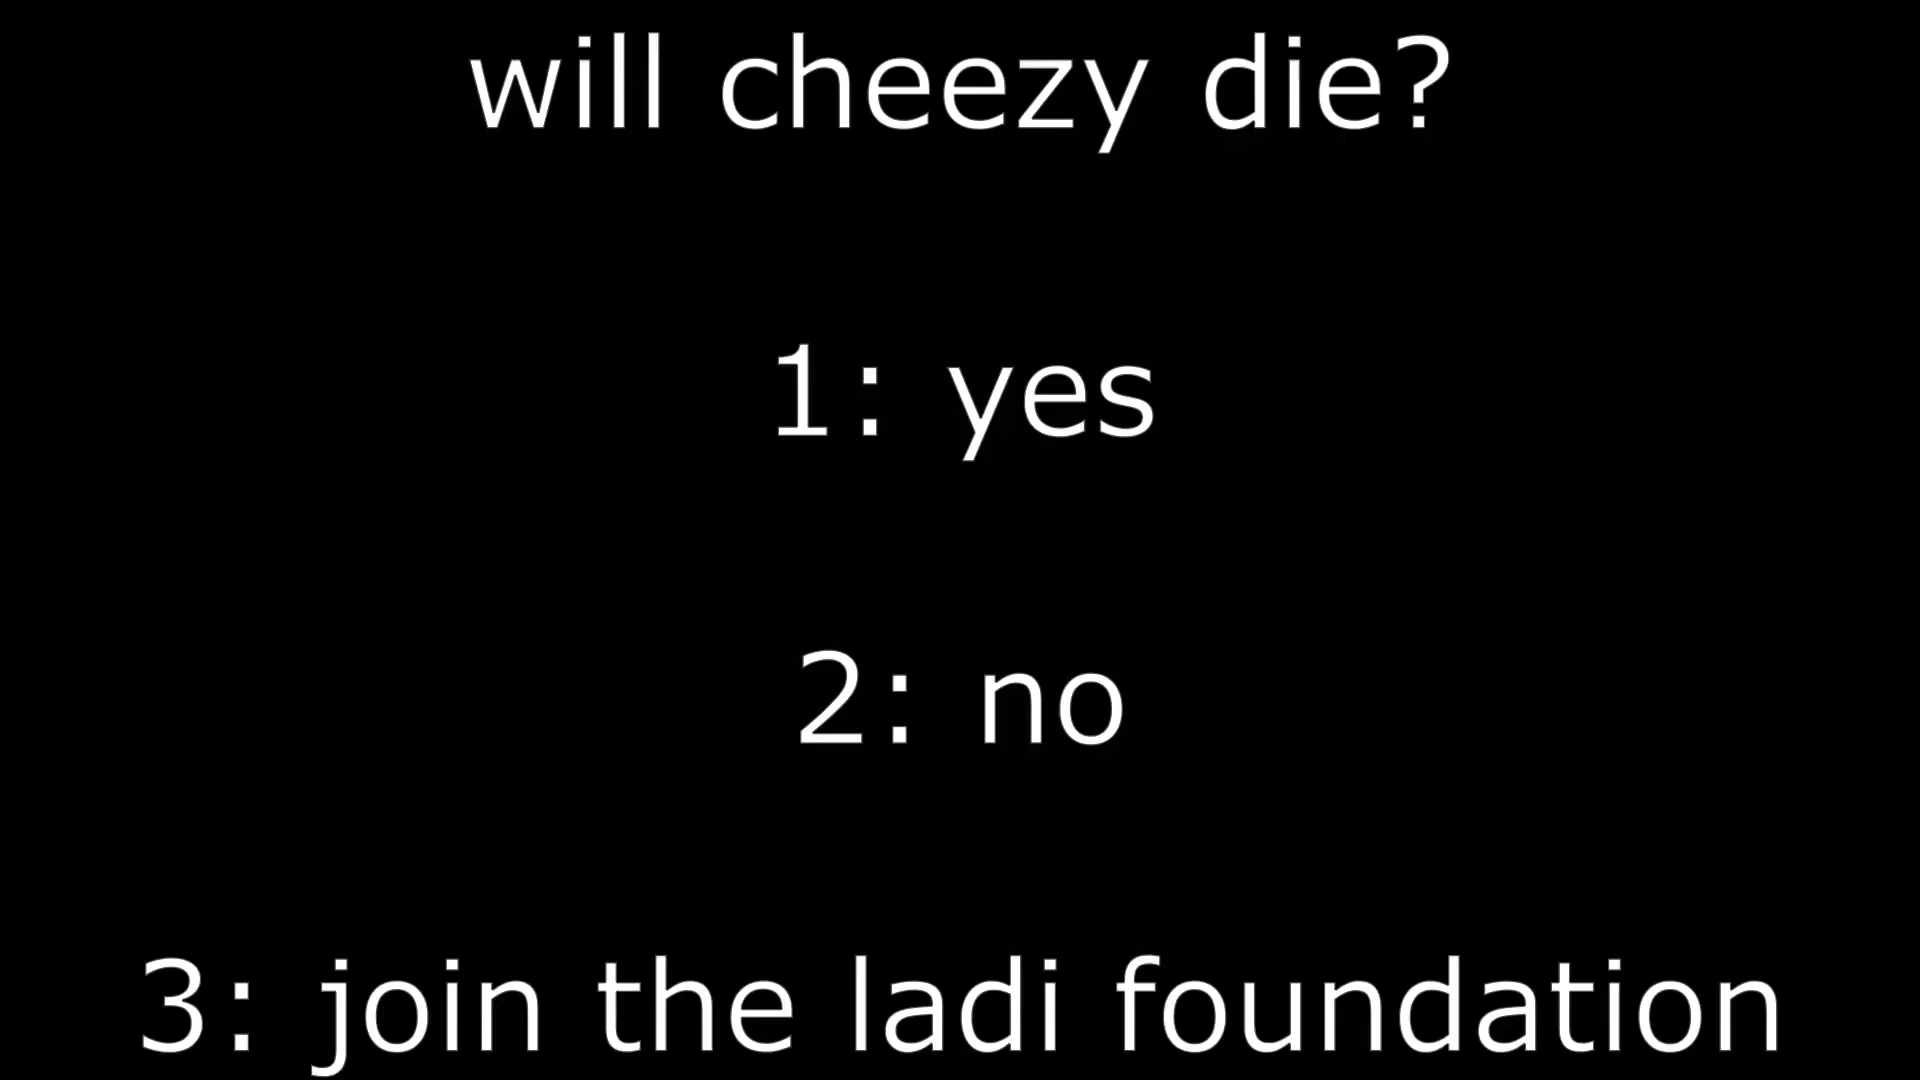 will cheezy die?
1: yes
2: no
3: join the ladi foundation